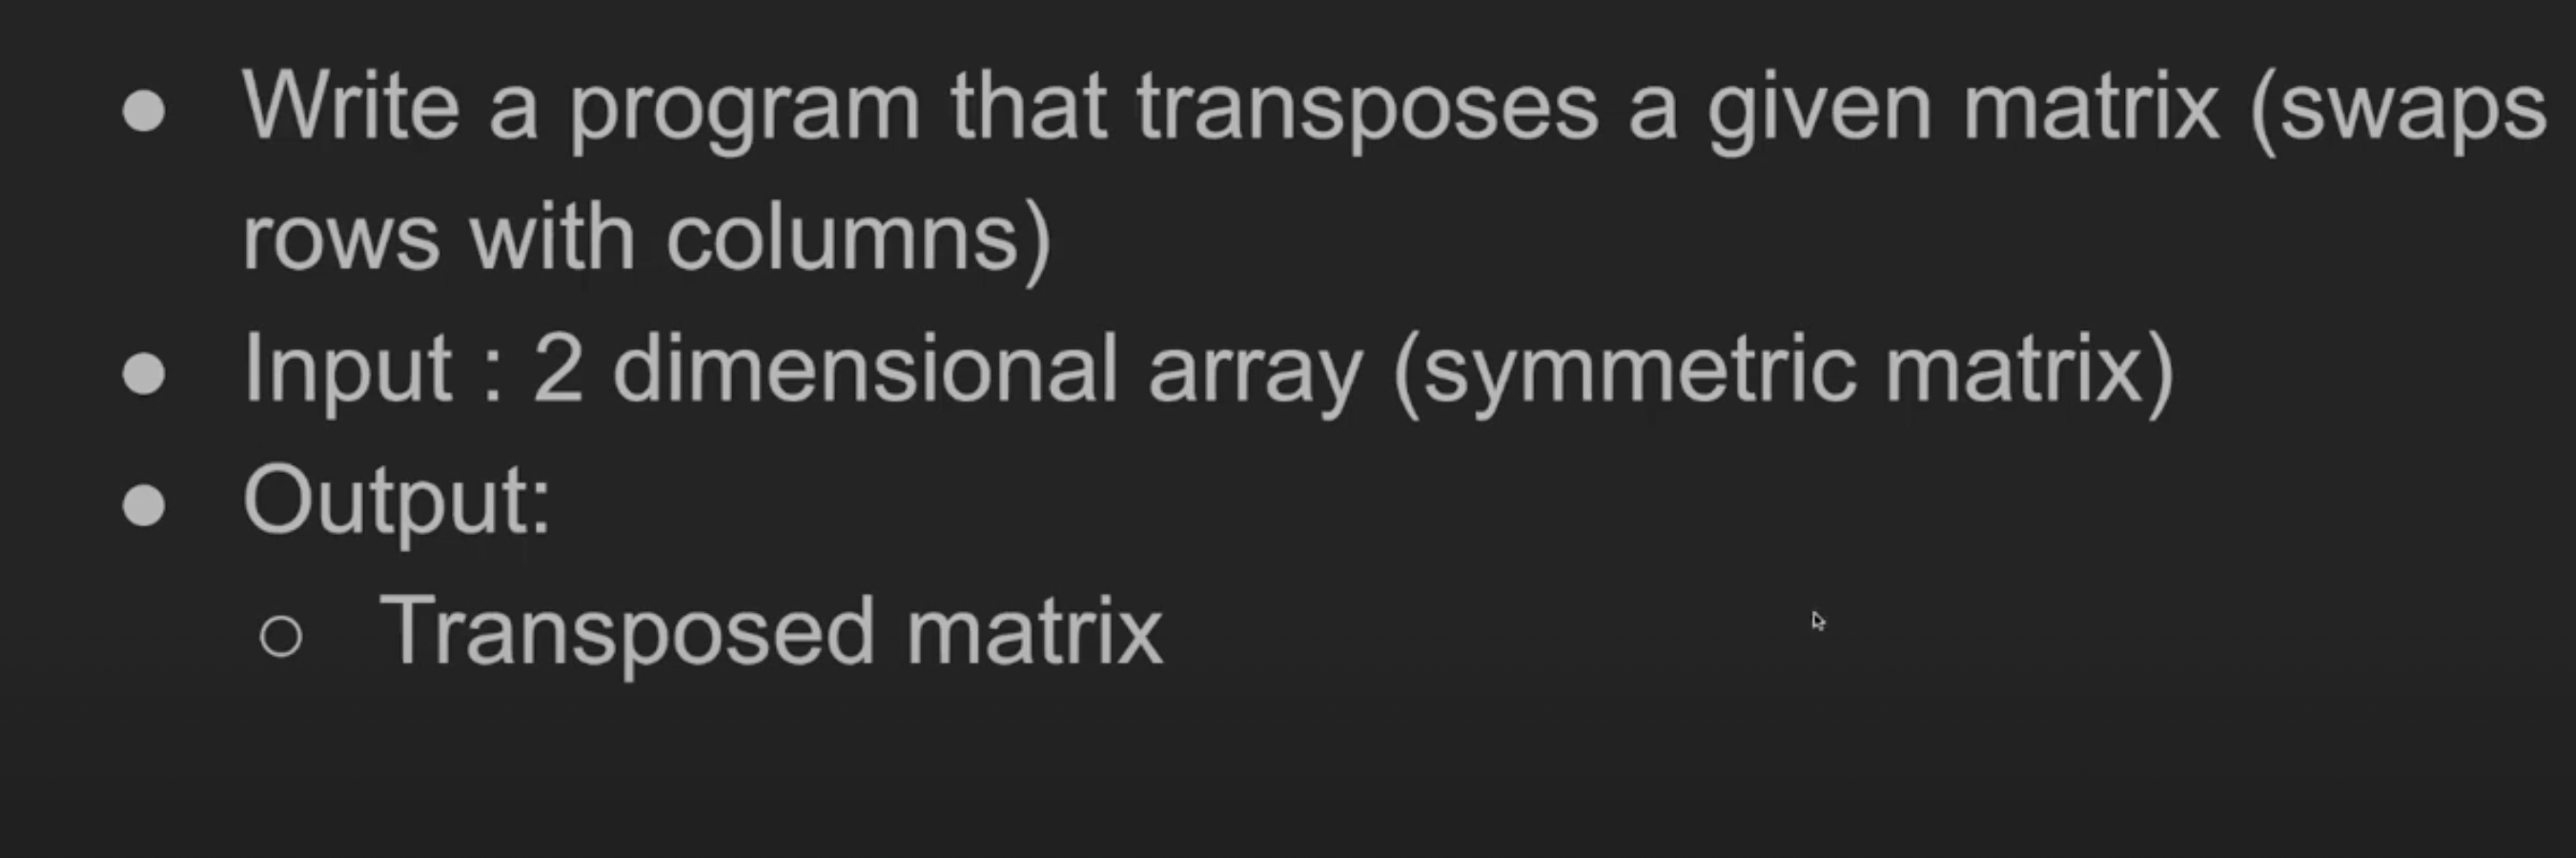 ● Write a program that transposes a given matrix (swaps
rows with columns)
● Input : 2 dimensional array (symmetric matrix)
● Output:
○ Transposed matrix